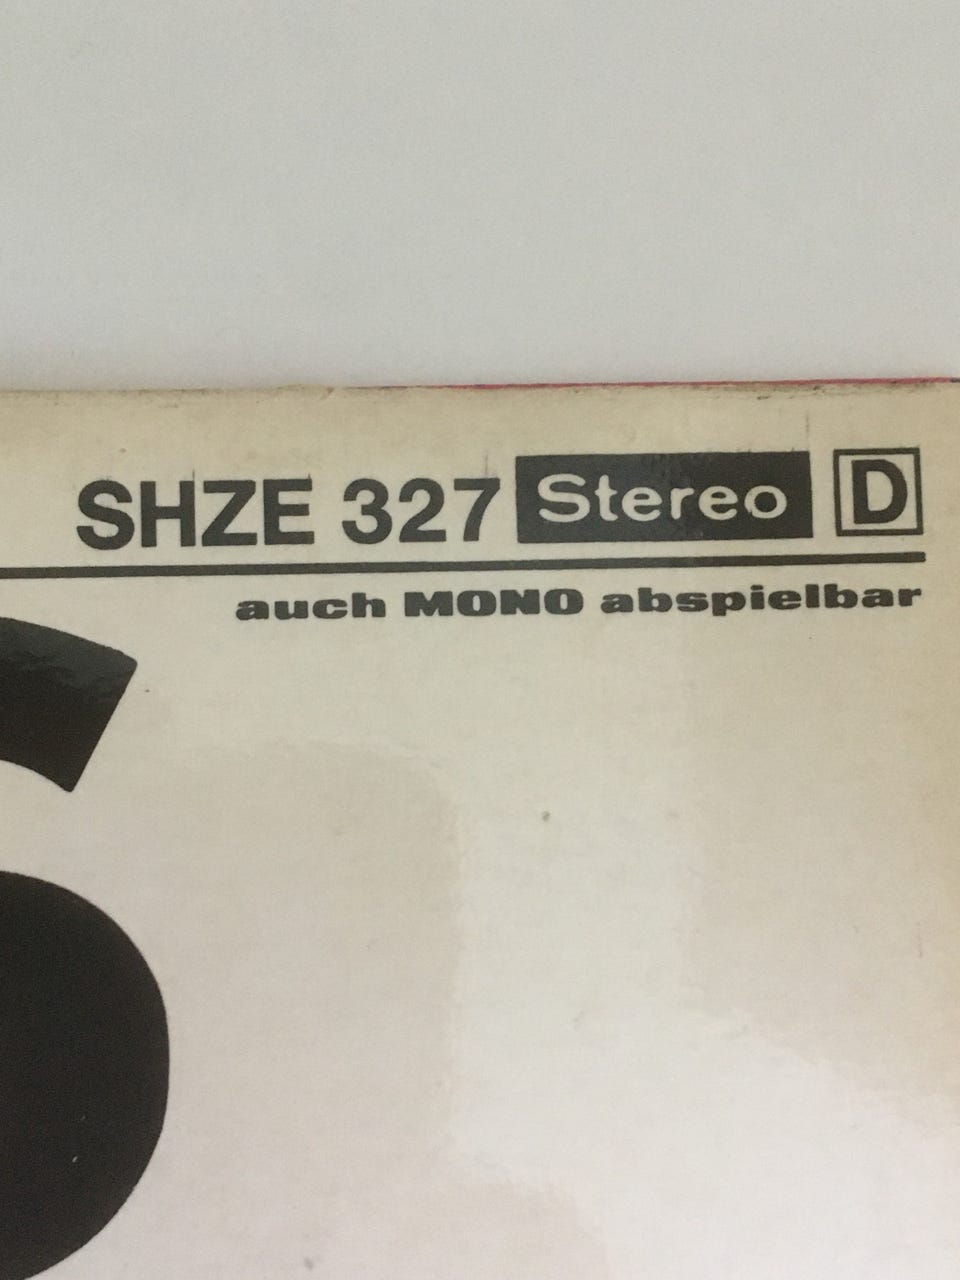 SHZE 327 Stereo D
auch MONO abspielbar
S